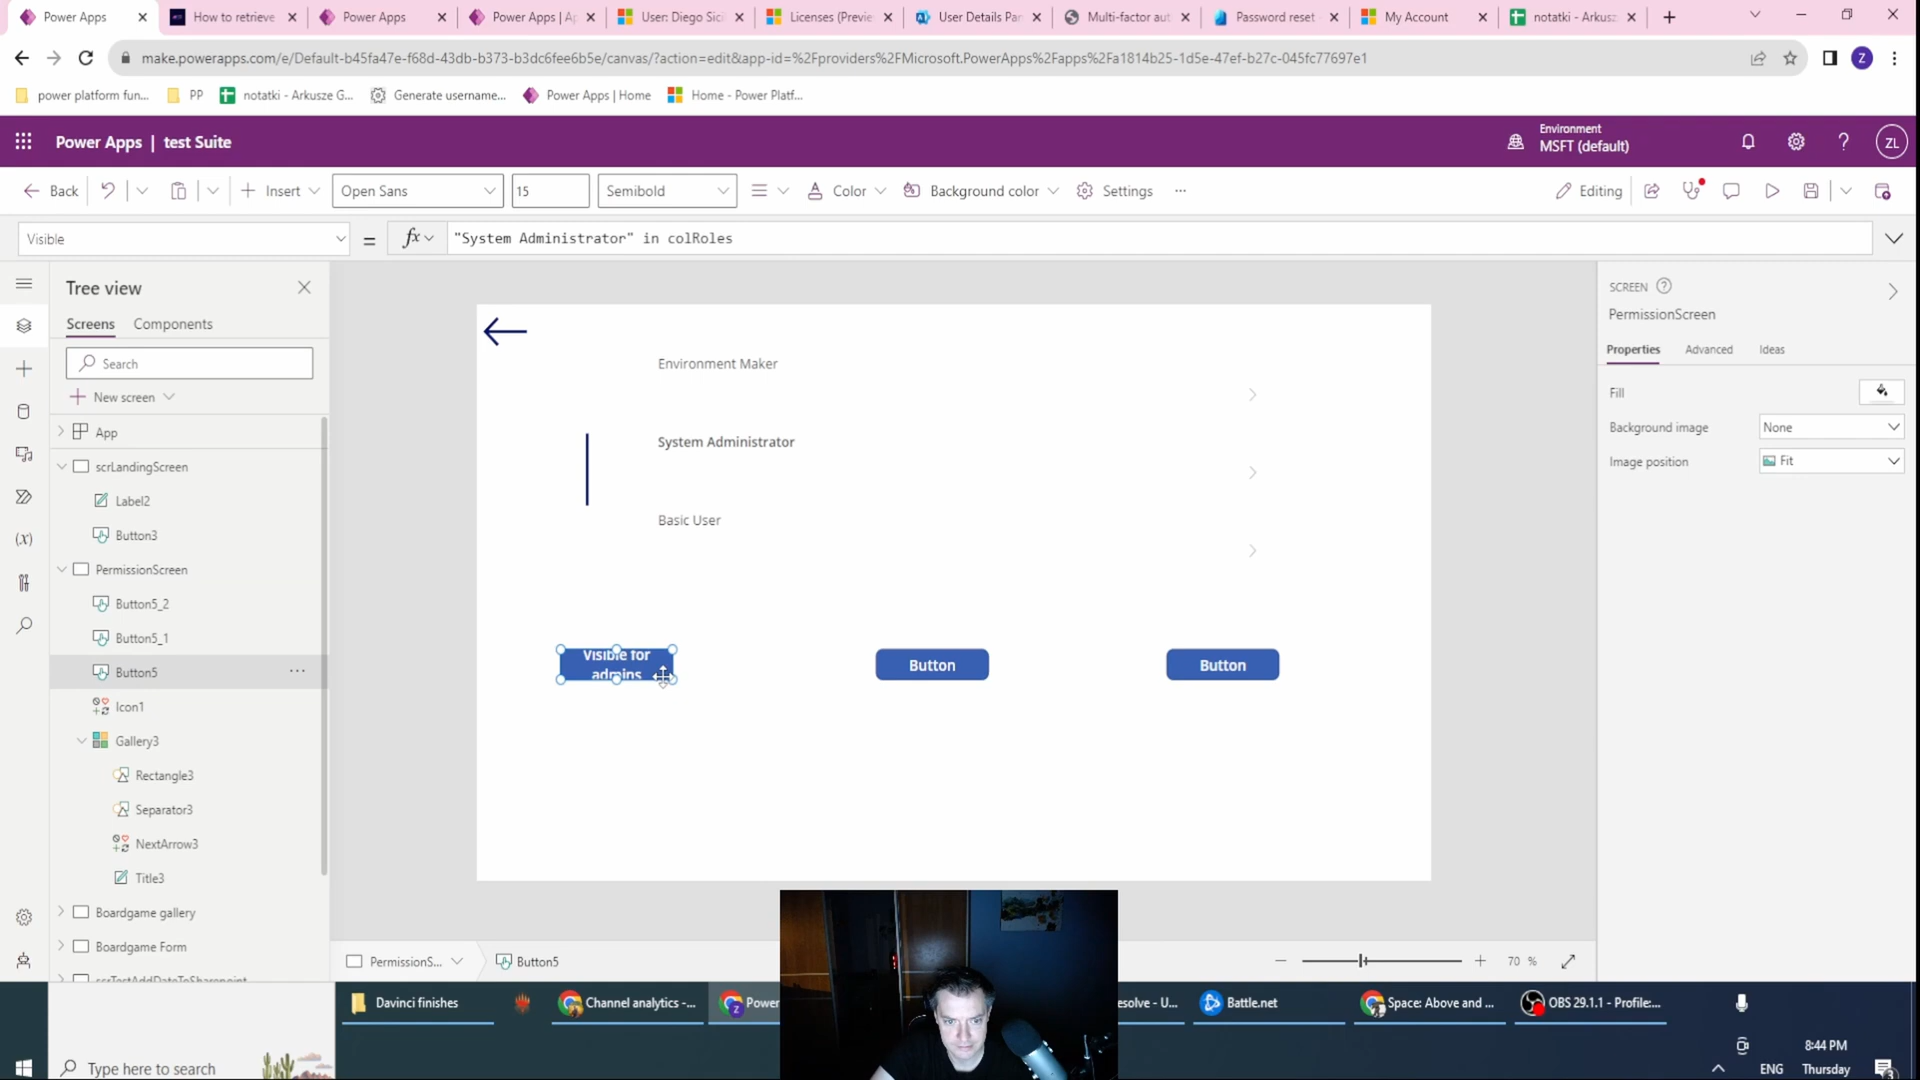 Power Apps
How to retrieve
Power Apps
Power Apps | Ap
User: Diego Sici
Licenses (Previe
User Details Pan
Multi-factor aut
Password reset
My Account
notatki - Arkusz
make.powerapps.com/e/Default-b45fa47e-f68d-43db-b373-b3dc6fee6b5e/canvas/?action=edit&app-id=%2Fproviders%2FMicrosoft.PowerApps%2Fapps%2Fa1814b25-1d5e-47ef-b27c-045fc77697e1
Z
power platform fun...
PP
notatki - Arkusze G...
Generate username...
Power Apps | Home
Home - Power Platf...
Power Apps | test Suite
Environment
MSFT (default)
?
ZL
Back
Insert
Open Sans
15
Semibold
Color
Background color
Settings
...
Editing
Visible
=
fx
"System Administrator" in colRoles
Tree view
Screens
Components
Search
New screen
App
scrLandingScreen
Label2
Button3
PermissionScreen
Button5_2
Button5_1
Button5
...
Icon1
Gallery3
Rectangle3
Separator3
NextArrow3
Title3
Boardgame gallery
Boardgame Form
scrTestAddDateToSharepoint
Environment Maker
System Administrator
Basic User
Visible for
admins
Button
Button
SCREEN
PermissionScreen
Properties
Advanced
Ideas
Fill
Background image
None
Image position
Fit
PermissionS...
Button5
70 %
Davinci finishes
Channel analytics -...
Power
esolve - U...
Battle.net
Space: Above and ...
OBS 29.1.1 - Profile:...
Type here to search
8:44 PM
ENG
Thursday
3